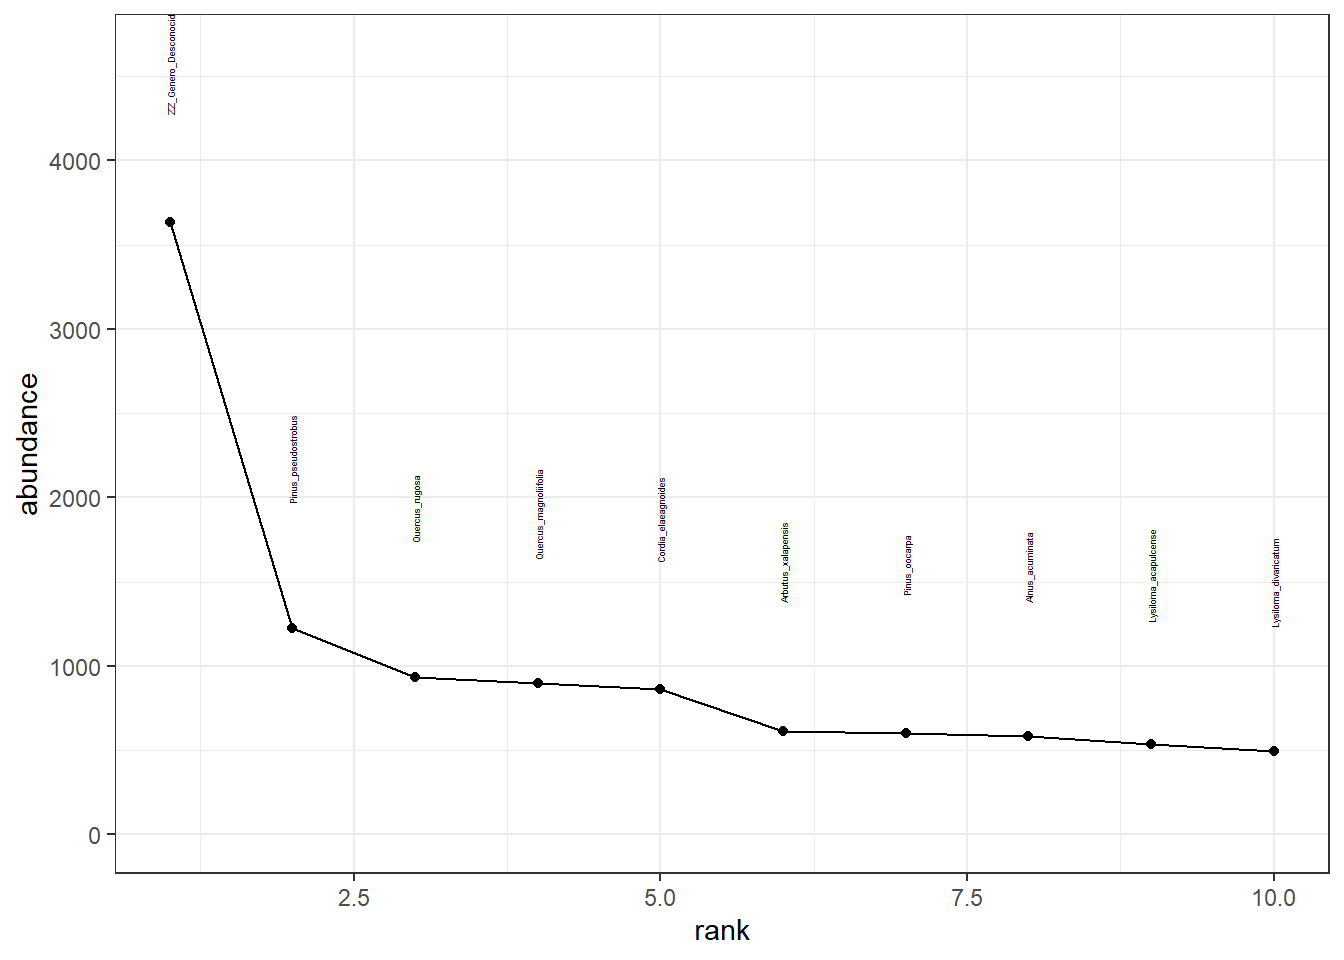 ZZ_Genero_Desconocid
4000
3000
2000
1000
0
abundance
Pinus_pseudostrobus
Quercus_rugosa
Quercus_magnoliifolia
Cordia_elaeagnoides
Arbutus_xalapensis
Pinus_oocarpa
Alnus_acuminata
Lysiloma_acapulcense
Lysiloma_divaricatum
2.5
5.0
7.5
10.0
rank